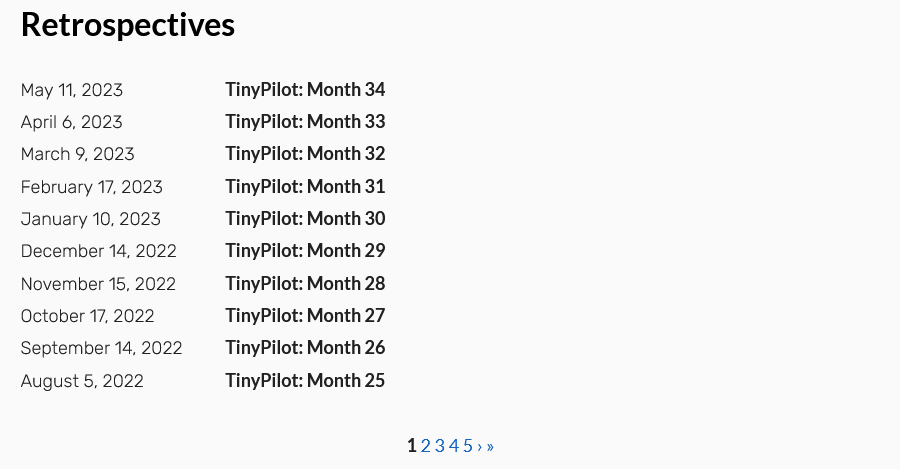 Retrospectives
May 11, 2023 TinyPilot: Month 34
April 6, 2023 TinyPilot: Month 33
March 9, 2023 TinyPilot: Month 32
February 17, 2023 TinyPilot: Month 31
January 10, 2023 TinyPilot: Month 30
December 14, 2022 TinyPilot: Month 29
November 15, 2022 TinyPilot: Month 28
October 17, 2022 TinyPilot: Month 27
September 14, 2022 TinyPilot: Month 26
August 5, 2022 TinyPilot: Month 25
1 2 3 4 5 › »